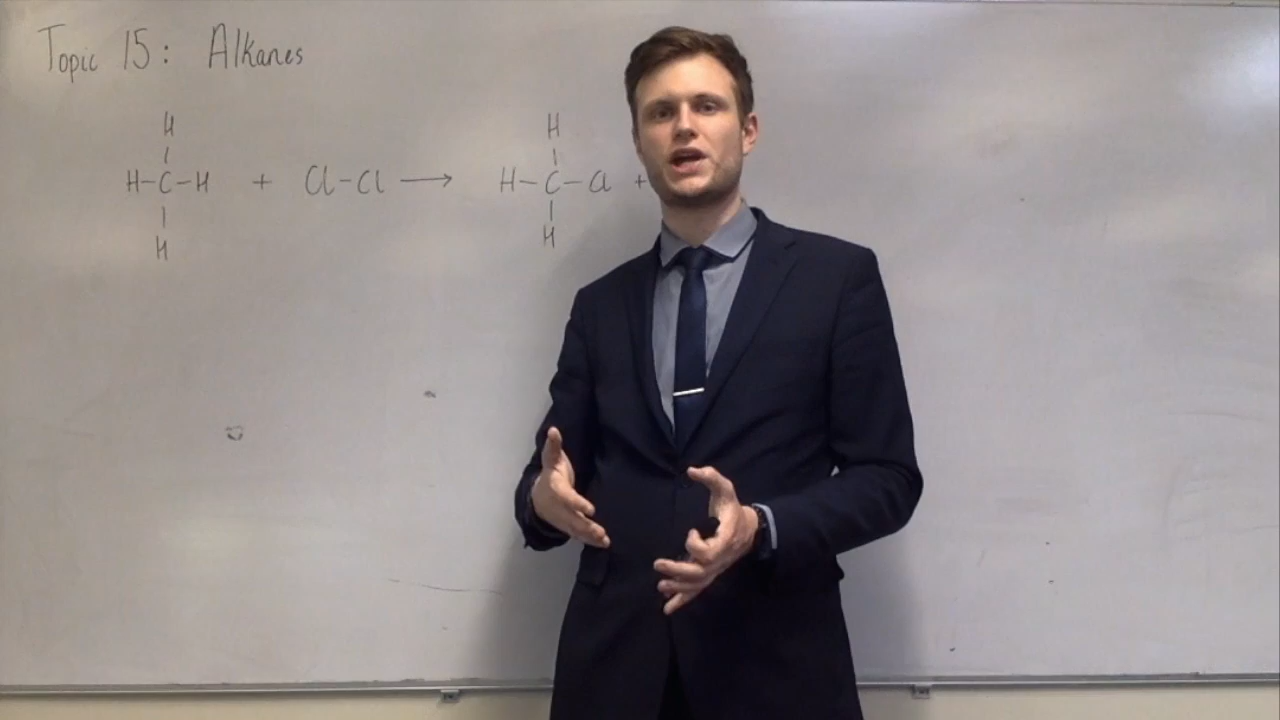 Topic 15: Alkanes
H H
H-C-H + Cl-Cl → H-C-Cl +
H H